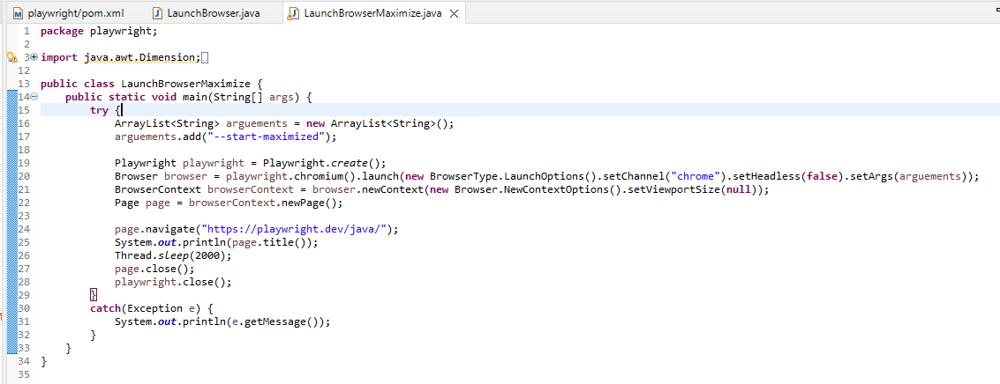 playwright/pom.xml LaunchBrowser.java LaunchBrowserMaximize.java
1 package playwright;
2
3 import java.awt.Dimension;
12
13 public class LaunchBrowserMaximize {
14 public static void main(String[] args) {
15 try {
16 ArrayList<String> arguements = new ArrayList<String>();
17 arguements.add("--start-maximized");
18
19 Playwright playwright = Playwright.create();
20 Browser browser = playwright.chromium().launch(new BrowserType.LaunchOptions().setChannel("chrome").setHeadless(false).setArgs(arguements));
21 BrowserContext browserContext = browser.newContext(new Browser.NewContextOptions().setViewportSize(null));
22 Page page = browserContext.newPage();
23
24 page.navigate("https://playwright.dev/java/");
25 System.out.println(page.title());
26 Thread.sleep(2000);
27 page.close();
28 playwright.close();
29 }
30 catch(Exception e) {
31 System.out.println(e.getMessage());
32 }
33 }
34 }
35